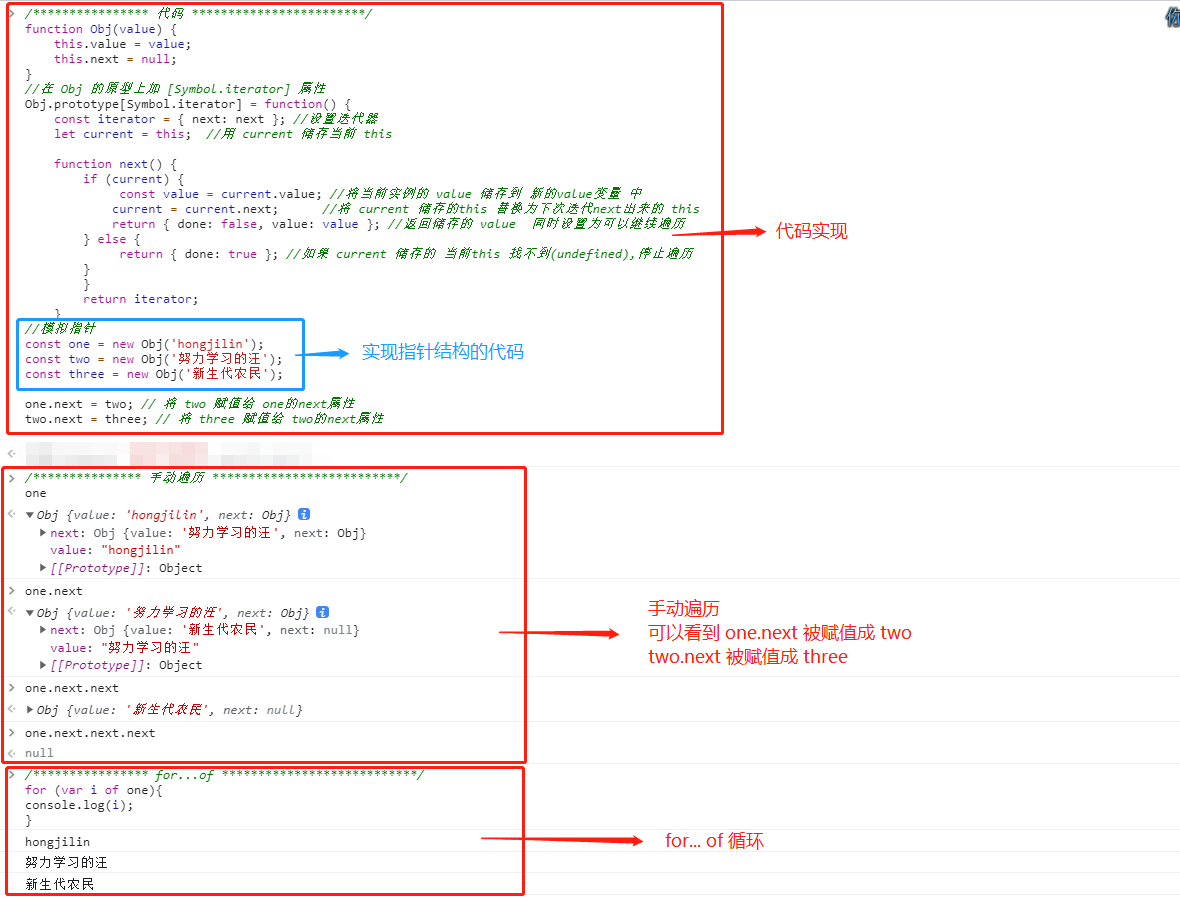 /**************** 代码 ************************/
function Obj(value) {
this.value = value;
this.next = null;
}
//在 Obj 的原型上加 [Symbol.iterator] 属性
Obj.prototype[Symbol.iterator] = function() {
const iterator = { next: next }; //设置迭代器
let current = this;  //用 current 储存当前 this
function next() {
if (current) {
const value = current.value; //将当前实例的 value 储存到 新的value变量 中
current = current.next;      //将 current 储存的this 替换为下次迭代next出来的 this
return { done: false, value: value }; //返回储存的 value  同时设置为可以继续遍历
} else {
return { done: true }; //如果 current 储存的 当前this 找不到(undefined),停止遍历
}
}
return iterator;
}
代码实现
//模拟指针
const one = new Obj('hongjilin');
const two = new Obj('努力学习的汪');
const three = new Obj('新生代农民');
实现指针结构的代码
one.next = two; // 将 two 赋值给 one的next属性
two.next = three; // 将 three 赋值给 two的next属性
/*************** 手动遍历 **************************/
one
Obj {value: 'hongjilin', next: Obj}
next: Obj {value: '努力学习的汪', next: Obj}
value: "hongjilin"
[[Prototype]]: Object
one.next
Obj {value: '努力学习的汪', next: Obj}
next: Obj {value: '新生代农民', next: null}
value: "努力学习的汪"
[[Prototype]]: Object
one.next.next
Obj {value: '新生代农民', next: null}
one.next.next.next
null
手动遍历
可以看到 one.next 被赋值成 two
two.next 被赋值成 three
/**************** for...of ***************************/
for (var i of one){
console.log(i);
}
hongjilin
努力学习的汪
新生代农民
for... of 循环